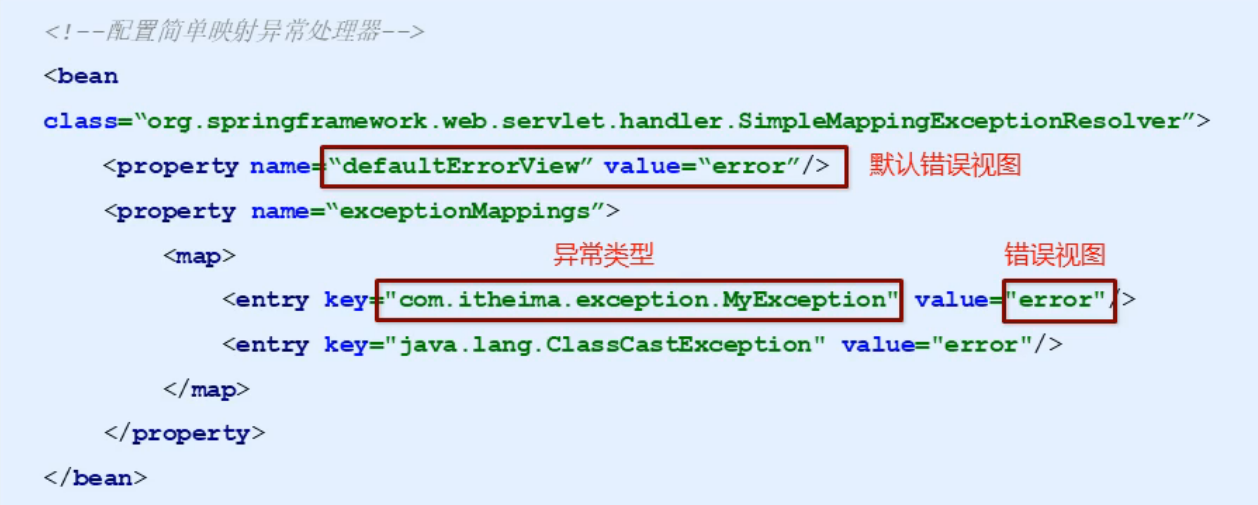 <!--配置简单映射异常处理器-->
<bean
class=“org.springframework.web.servlet.handler.SimpleMappingExceptionResolver”>
<property name=“defaultErrorView” value=“error”/> 默认错误视图
<property name=“exceptionMappings”>
<map> 异常类型 错误视图
<entry key="com.itheima.exception.MyException" value="error"/>
<entry key="java.lang.ClassCastException" value="error"/>
</map>
</property>
</bean>